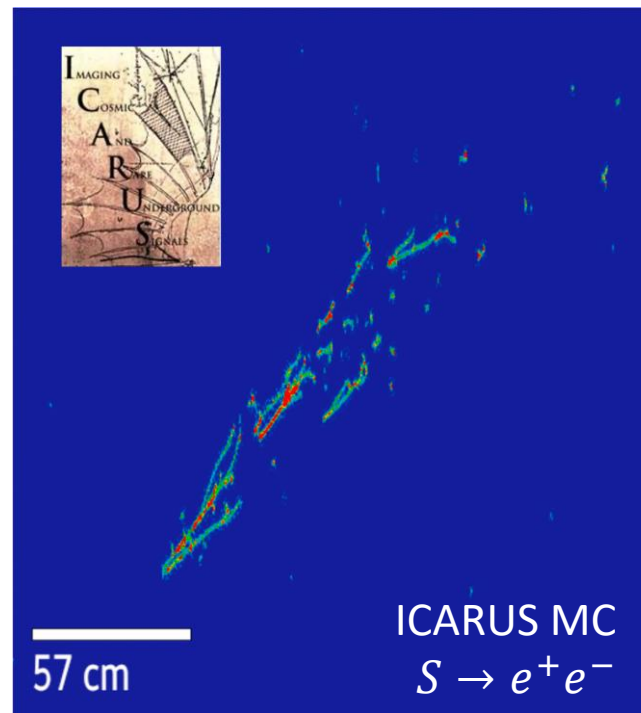 IMAGING
COSMIC
AND
RARE
UNDERGROUND
SIGNALS
57 cm
ICARUS MC
S → e⁺e⁻